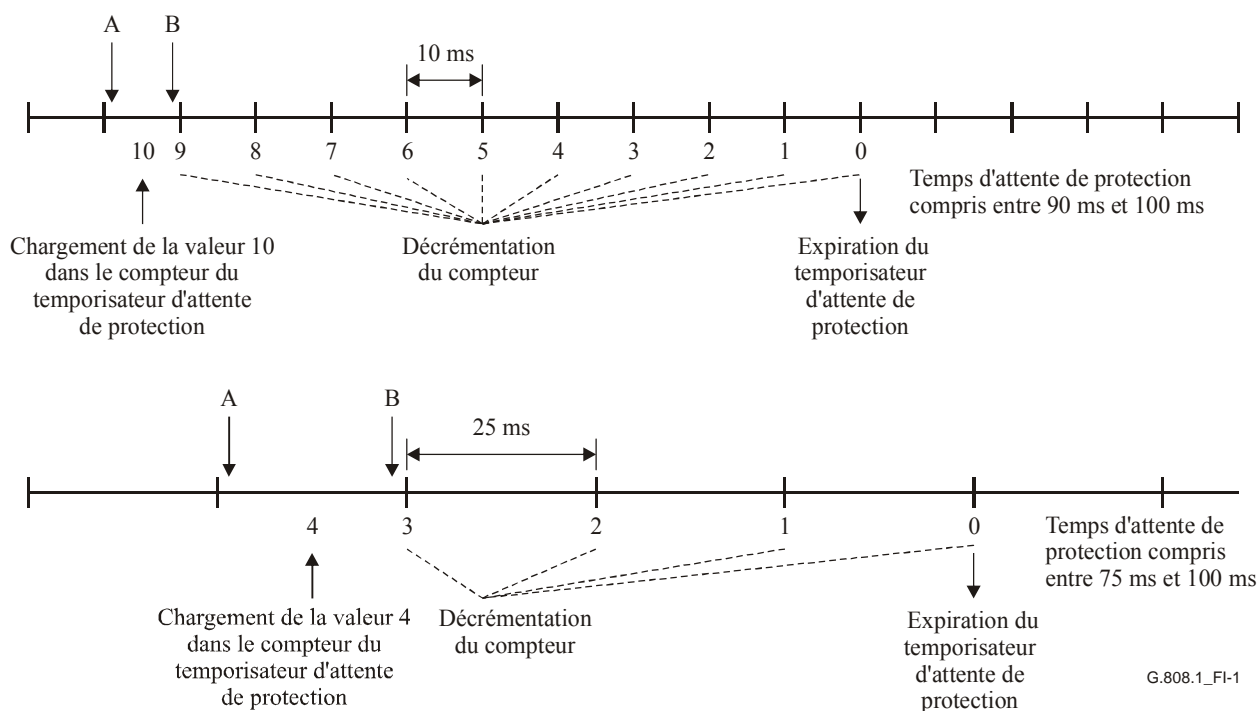 A B
10 ms
10 9 8 7 6 5 4 3 2 1 0
Temps d'attente de protection
compris entre 90 ms et 100 ms
Chargement de la valeur 10
dans le compteur du
temporisateur d'attente
de protection
Décrémentation
du compteur
Expiration du
temporisateur
d'attente de
protection
A B
25 ms
4 3 2 1 0
Temps d'attente de
protection compris
entre 75 ms et 100 ms
Chargement de la valeur 4
dans le compteur du
temporisateur d'attente
de protection
Décrémentation
du compteur
Expiration du
temporisateur
d'attente de
protection
G.808.1_FI-1